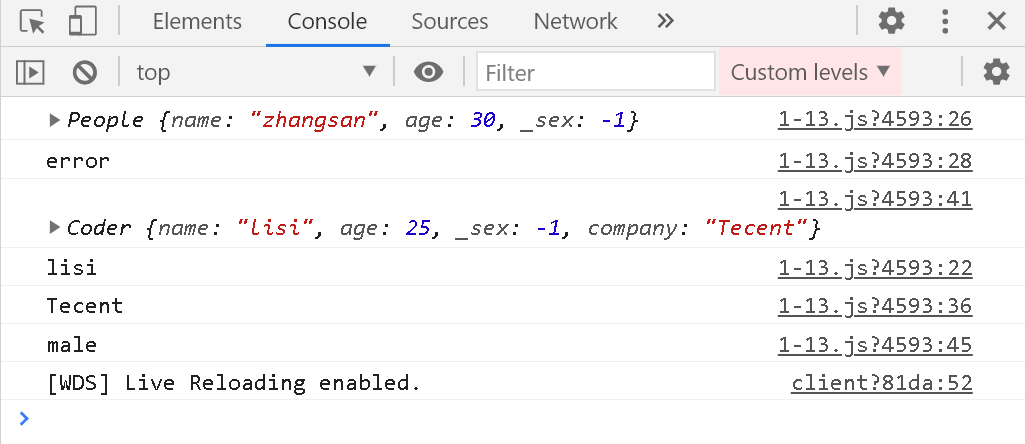 Elements Console Sources Network »
top Filter Custom levels
People {name: "zhangsan", age: 30, _sex: -1} 1-13.js?4593:26
error 1-13.js?4593:28
1-13.js?4593:41
Coder {name: "lisi", age: 25, _sex: -1, company: "Tecent"}
lisi 1-13.js?4593:22
Tecent 1-13.js?4593:36
male 1-13.js?4593:45
[WDS] Live Reloading enabled. client?81da:52